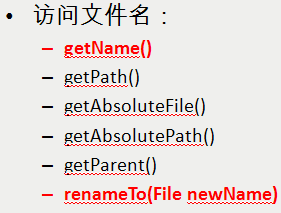 • 访问文件名：
– getName()
– getPath()
– getAbsoluteFile()
– getAbsolutePath()
– getParent()
– renameTo(File newName)